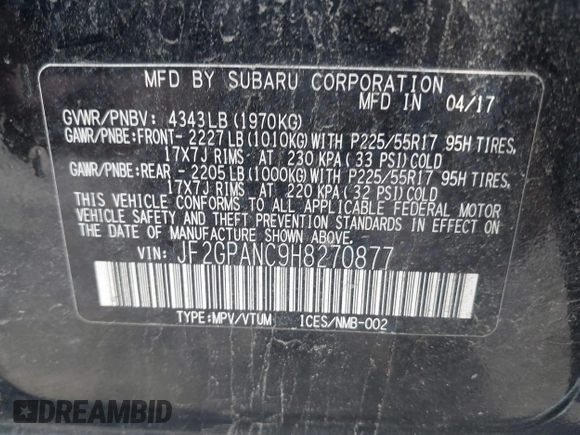 MFD BY SUBARU CORPORATION
MFD IN 04/17
GVWR/PNBV: 4343LB(1970KG)
GAWR/PNBE:FRONT- 2227LB(1010KG)WITH P225/55R17 95H TIRES,
17X7J RIMS AT 230 KPA(33 PSI)COLD
GAWR/PNBE:REAR - 2205LB(1000KG)WITH P225/55R17 95H TIRES,
17X7J RIMS AT 220 KPA(32 PSI)COLD
THIS VEHICLE CONFORMS TO ALL APPLICABLE FEDERAL MOTOR
VEHICLE SAFETY AND THEFT PREVENTION STANDARDS IN EFFECT ON
THE DATE OF MANUFACTURE SHOWN ABOVE.
VIN: JF2GPANC9H8270877
TYPE:MPV/VTUM ICES/NMB-002
DREAMBID